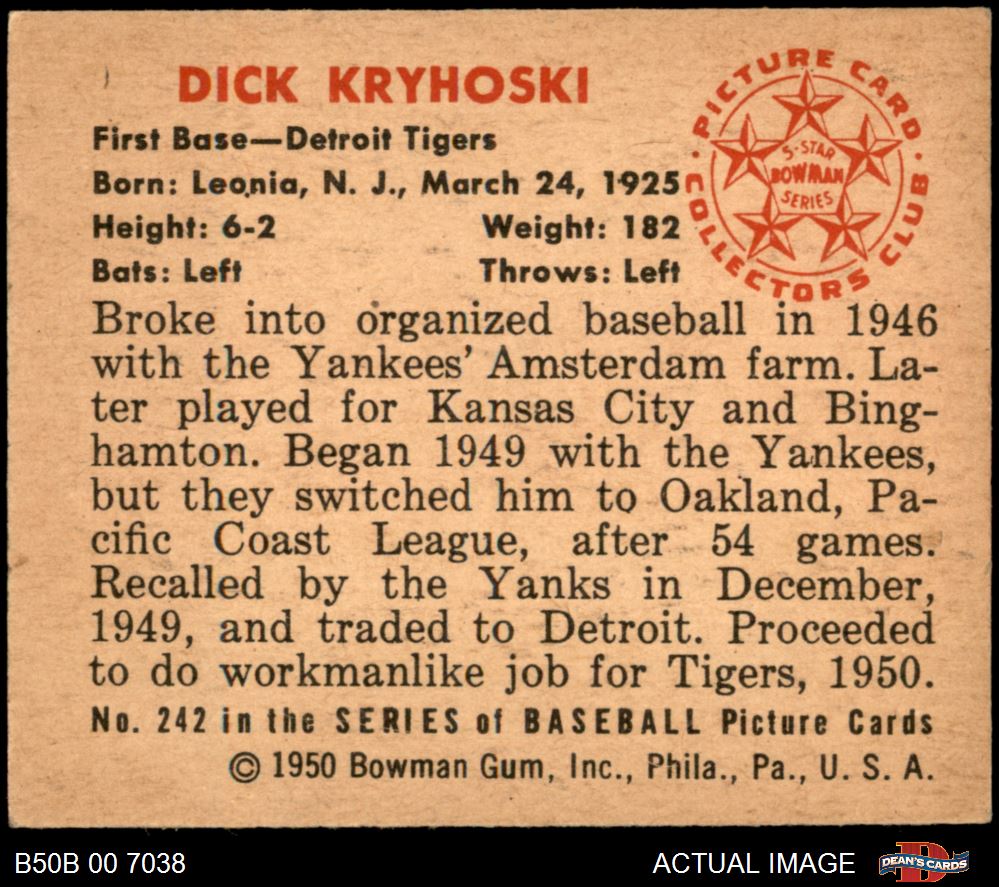 DICK KRYHOSKI
First Base—Detroit Tigers
Born: Leonia, N. J., March 24, 1925
Height: 6-2 Weight: 182
Bats: Left Throws: Left
PICTURE CARD
COLLECTORS CLUB
5-STAR
BOWMAN
SERIES
Broke into organized baseball in 1946
with the Yankees' Amsterdam farm. La-
ter played for Kansas City and Bing-
hamton. Began 1949 with the Yankees,
but they switched him to Oakland, Pa-
cific Coast League, after 54 games.
Recalled by the Yanks in December,
1949, and traded to Detroit. Proceeded
to do workmanlike job for Tigers, 1950.
No. 242 in the SERIES of BASEBALL Picture Cards
© 1950 Bowman Gum, Inc., Phila., Pa., U. S. A.
B50B 00 7038 ACTUAL IMAGE DEAN'S CARDS